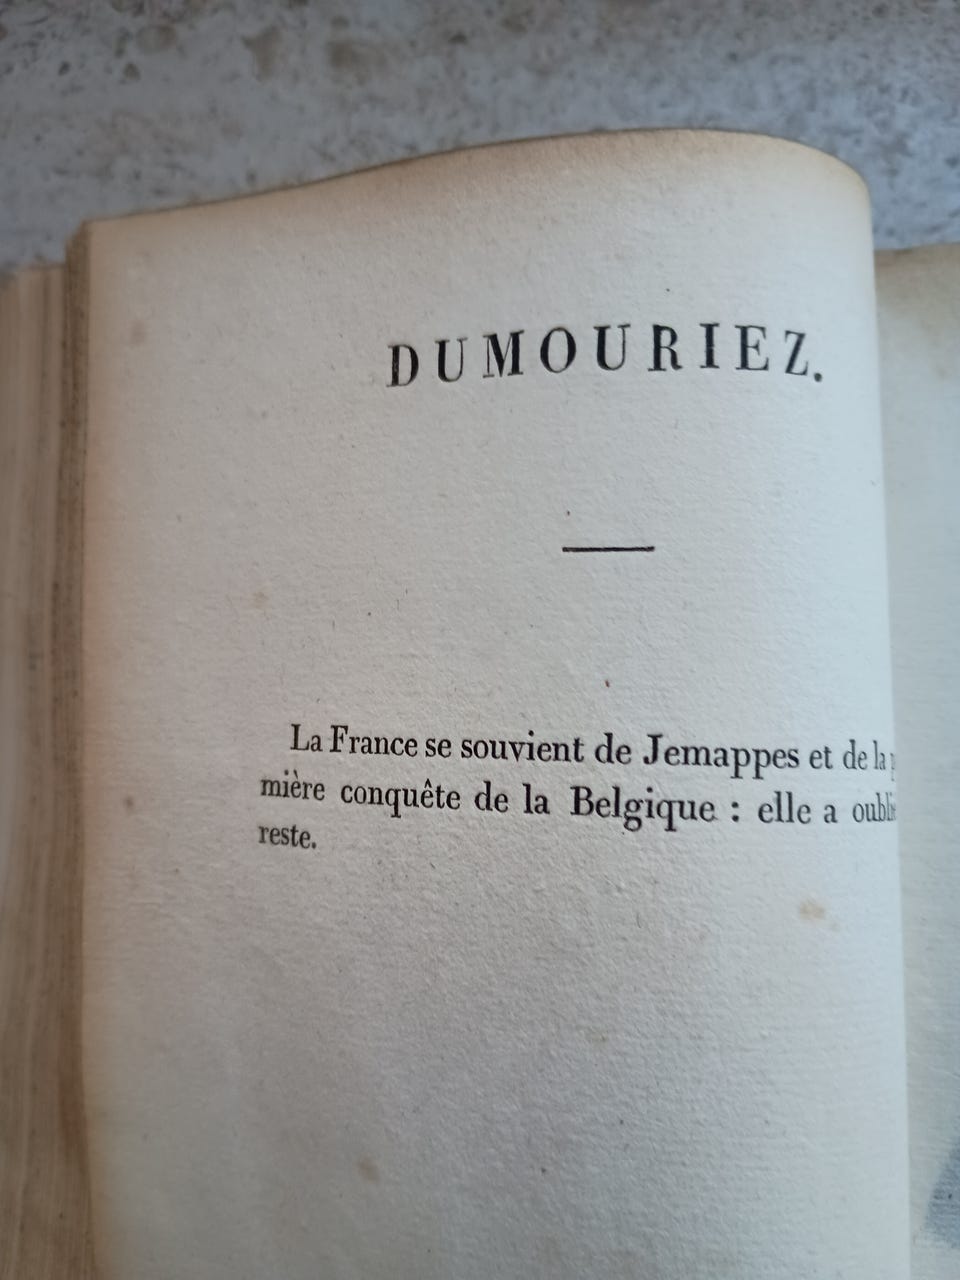 DUMOURIEZ.
La France se souvient de Jemappes et de la
mière conquête de la Belgique : elle a
reste.